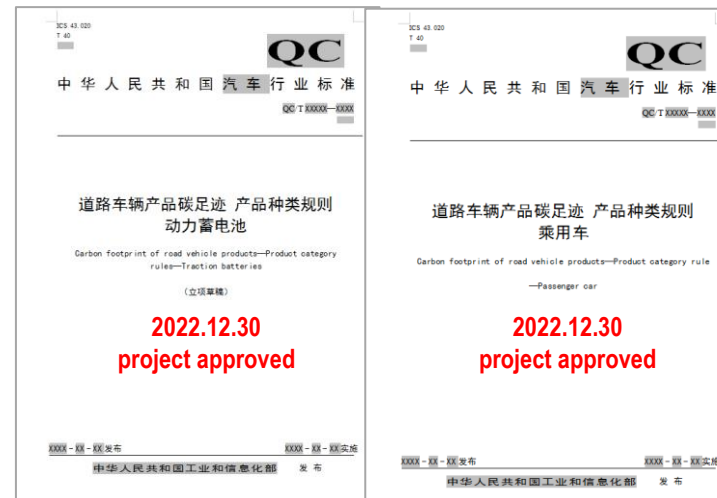 ICS 43.020
T 40
QC
中华人民共和国汽车行业标准
QC/T XXXXX—XXXX
道路车辆产品碳足迹 产品种类规则
动力蓄电池
Carbon footprint of road vehicle products—Product category
rules—Traction batteries
（立项草稿）
2022.12.30
project approved
XXXX-XX-XX发布
XXXX-XX-XX实施
中华人民共和国工业和信息化部 发布
ICS 43.020
T 40
QC
中华人民共和国汽车行业标准
QC/T XXXXX—XXXX
道路车辆产品碳足迹 产品种类规则
乘用车
Carbon footprint of road vehicle products—Product category rule
—Passenger car
2022.12.30
project approved
XXXX-XX-XX发布
XXXX-XX-XX实施
中华人民共和国工业和信息化部 发布